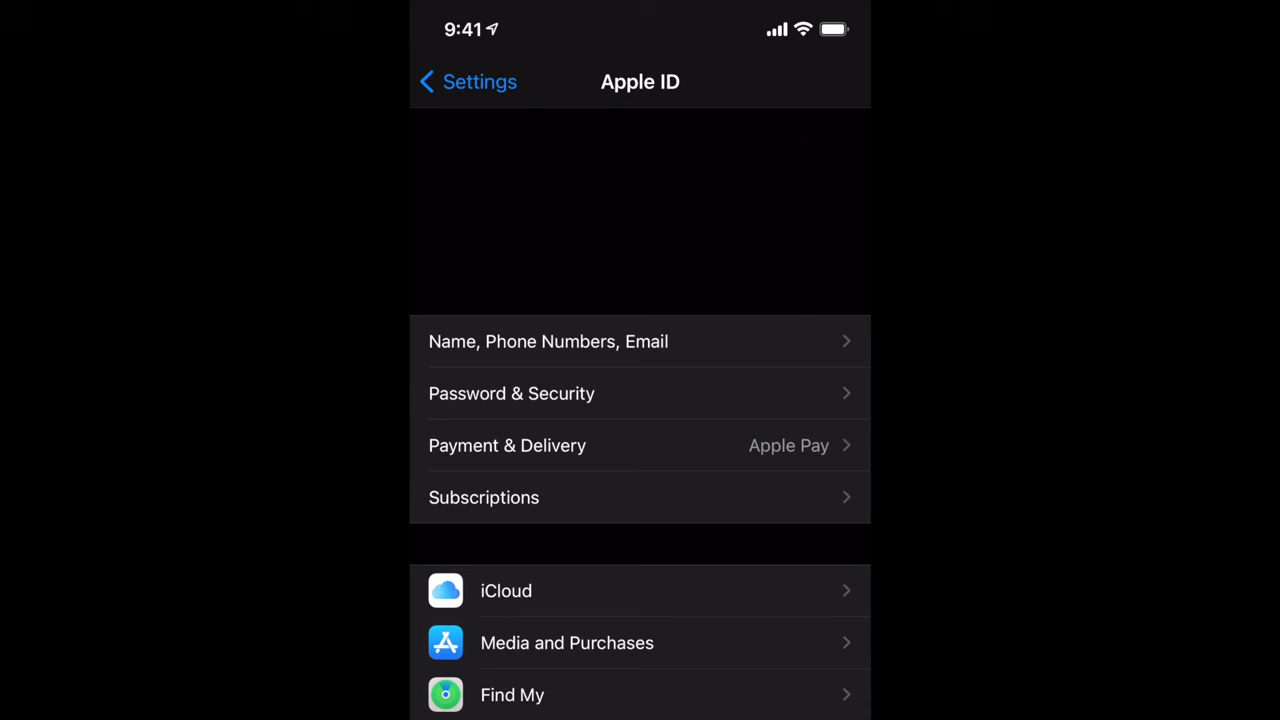 9:41
Settings
Apple ID
Name, Phone Numbers, Email
Password & Security
Payment & Delivery Apple Pay
Subscriptions
iCloud
Media and Purchases
Find My